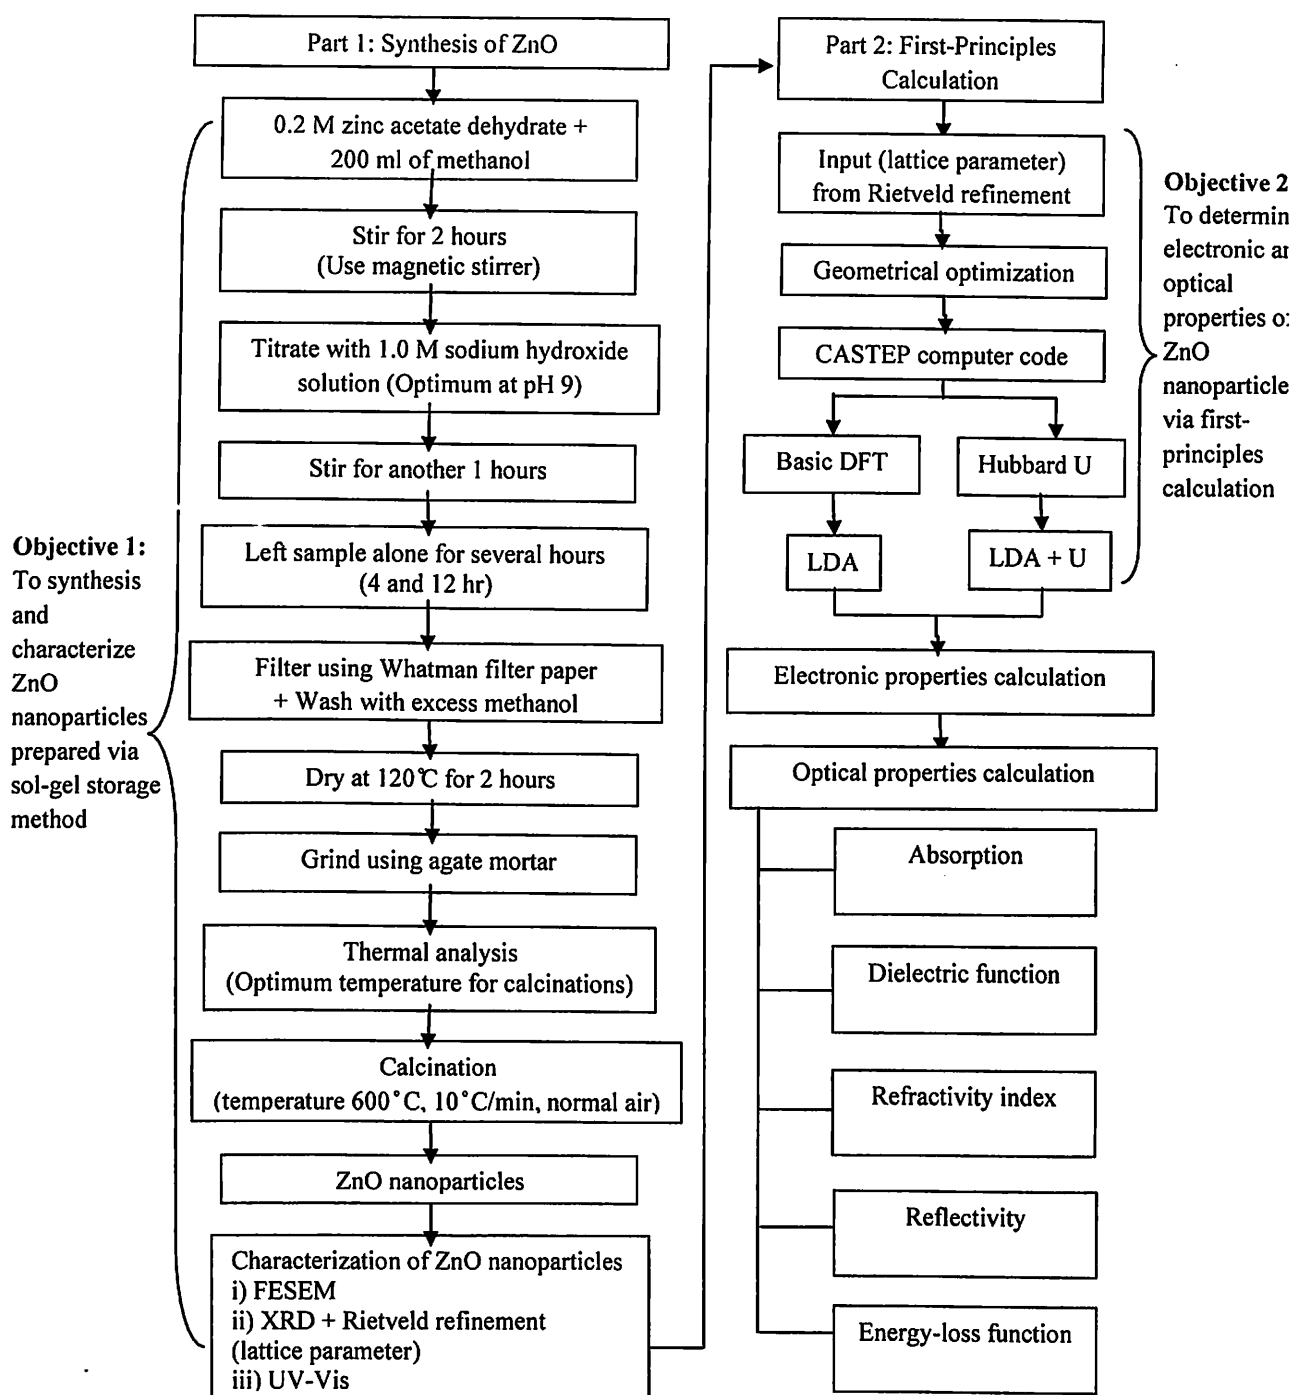 Part 1: Synthesis of ZnO
0.2 M zinc acetate dehydrate +
200 ml of methanol
Stir for 2 hours
(Use magnetic stirrer)
Titrate with 1.0 M sodium hydroxide
solution (Optimum at pH 9)
Stir for another 1 hours
Left sample alone for several hours
(4 and 12 hr)
Filter using Whatman filter paper
+ Wash with excess methanol
Dry at 120℃ for 2 hours
Grind using agate mortar
Thermal analysis
(Optimum temperature for calcinations)
Calcination
(temperature 600˚C, 10˚C/min, normal air)
ZnO nanoparticles
Characterization of ZnO nanoparticles
i) FESEM
ii) XRD + Rietveld refinement
(lattice parameter)
iii) UV-Vis
Objective 1:
To synthesis
and
characterize
ZnO
nanoparticles
prepared via
sol-gel storage
method
Part 2: First-Principles
Calculation
Input (lattice parameter)
from Rietveld refinement
Geometrical optimization
CASTEP computer code
Basic DFT
Hubbard U
LDA
LDA + U
Electronic properties calculation
Optical properties calculation
Absorption
Dielectric function
Refractivity index
Reflectivity
Energy-loss function
Objective 2
To determin
electronic
optical
properties
ZnO
nanoparticle
via first-
principles
calculation